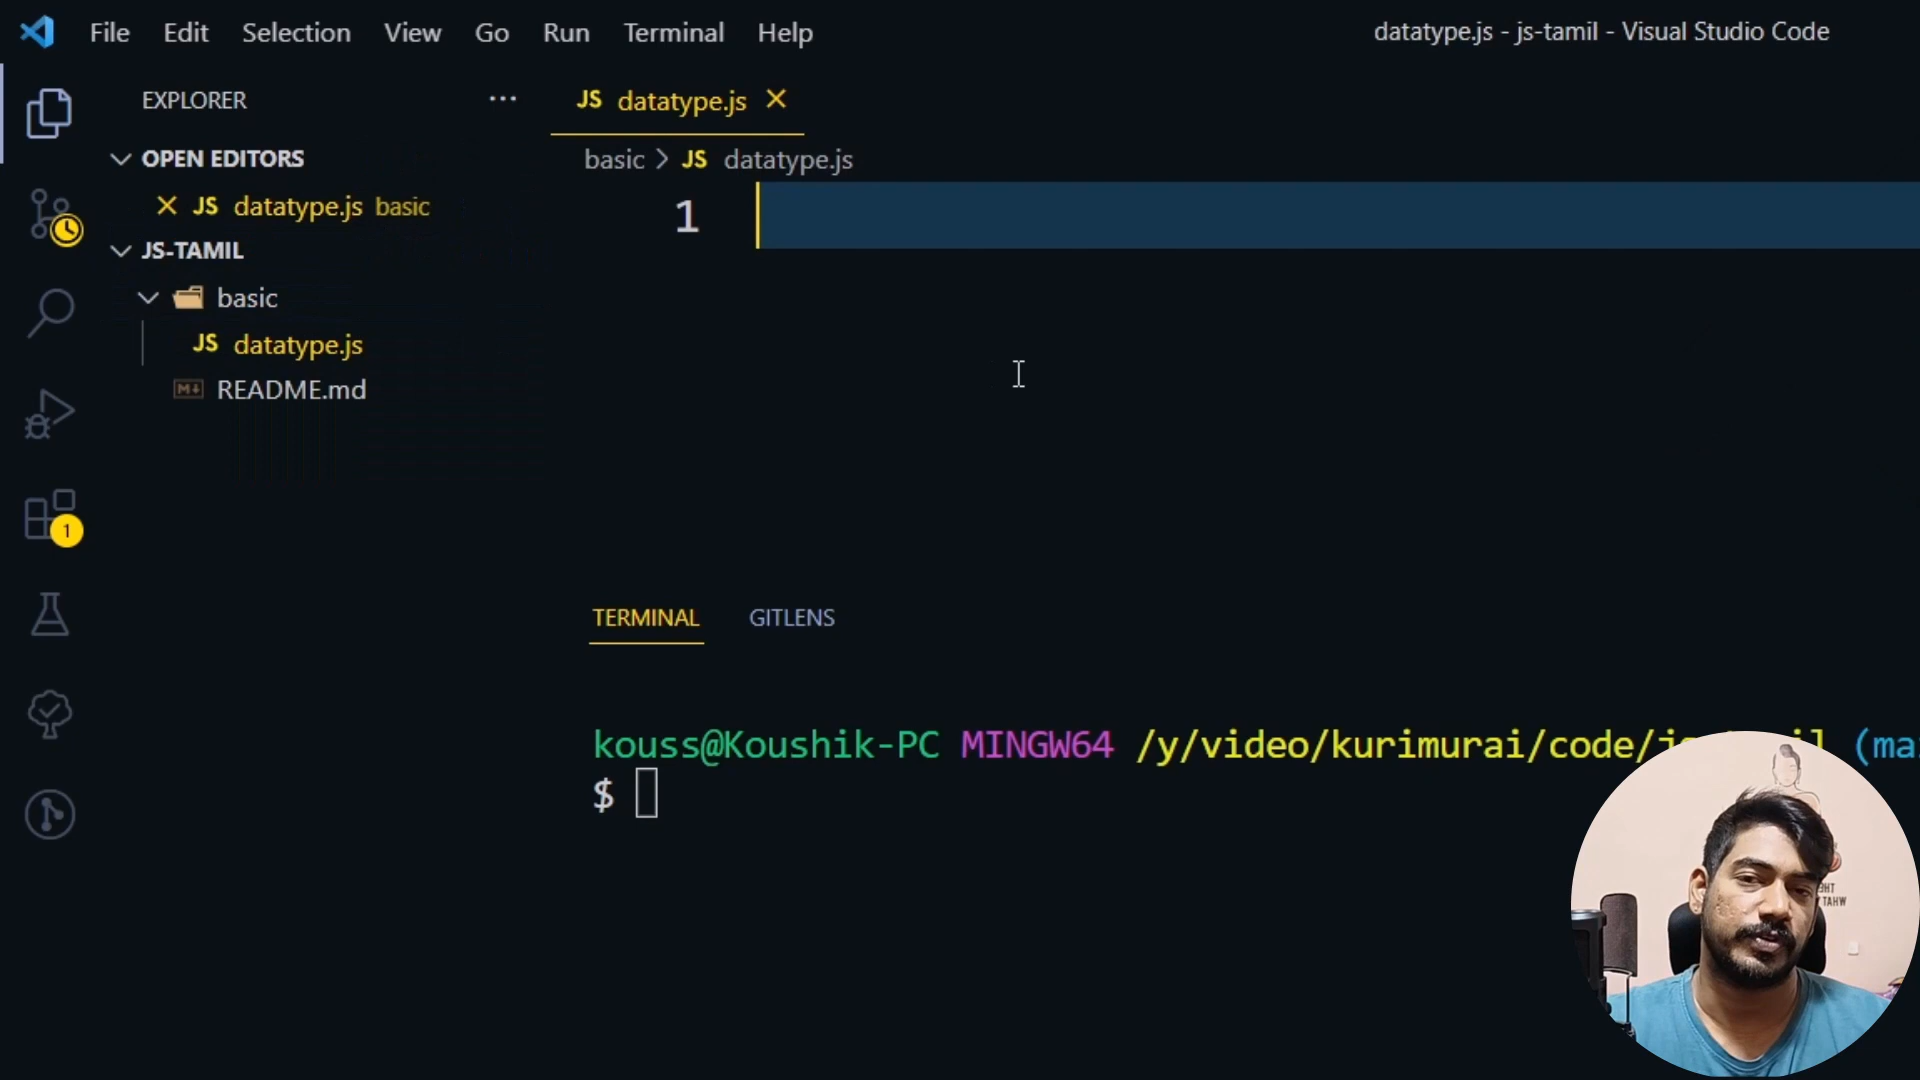 File Edit Selection View Go Run Terminal Help
datatype.js - js-tamil - Visual Studio Code
EXPLORER ···
OPEN EDITORS
JS datatype.js basic
JS-TAMIL
basic
JS datatype.js
README.md
1
JS datatype.js
basic > JS datatype.js
1
TERMINAL GITLENS
kouss@Koushik-PC MINGW64 /y/video/kurimurai/code/
$
WHAT